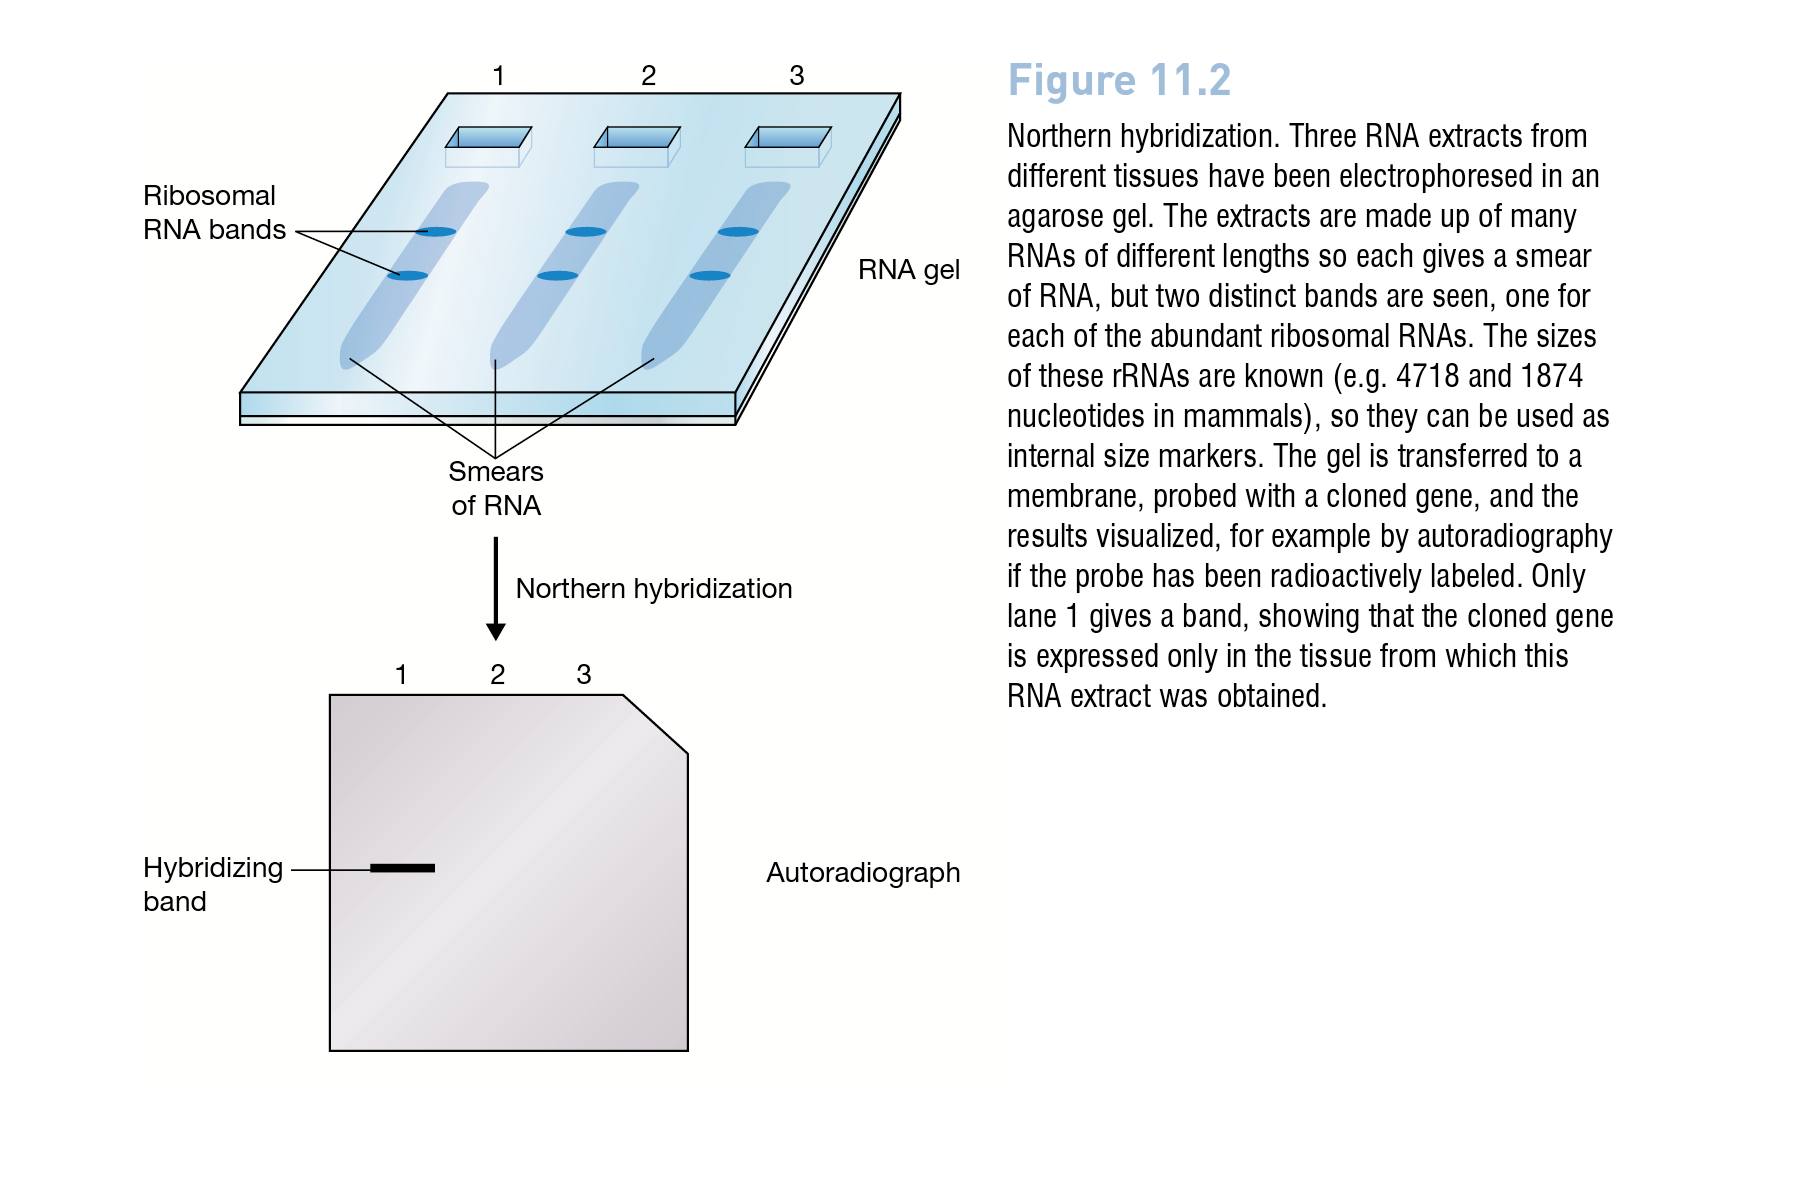 1 2 3
Ribosomal
RNA bands
RNA gel
Smears
of RNA
Northern hybridization
1 2 3
Hybridizing
band
Autoradiograph
Figure 11.2
Northern hybridization. Three RNA extracts from
different tissues have been electrophoresed in an
agarose gel. The extracts are made up of many
RNAs of different lengths so each gives a smear
of RNA, but two distinct bands are seen, one for
each of the abundant ribosomal RNAs. The sizes
of these rRNAs are known (e.g. 4718 and 1874
nucleotides in mammals), so they can be used as
internal size markers. The gel is transferred to a
membrane, probed with a cloned gene, and the
results visualized, for example by autoradiography
if the probe has been radioactively labeled. Only
lane 1 gives a band, showing that the cloned gene
is expressed only in the tissue from which this
RNA extract was obtained.